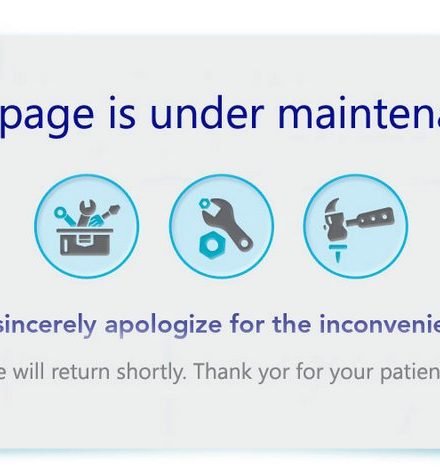 page is under maintena
sincerely apologize for the inconvenie
e will return shortly. Thank yor for your patien